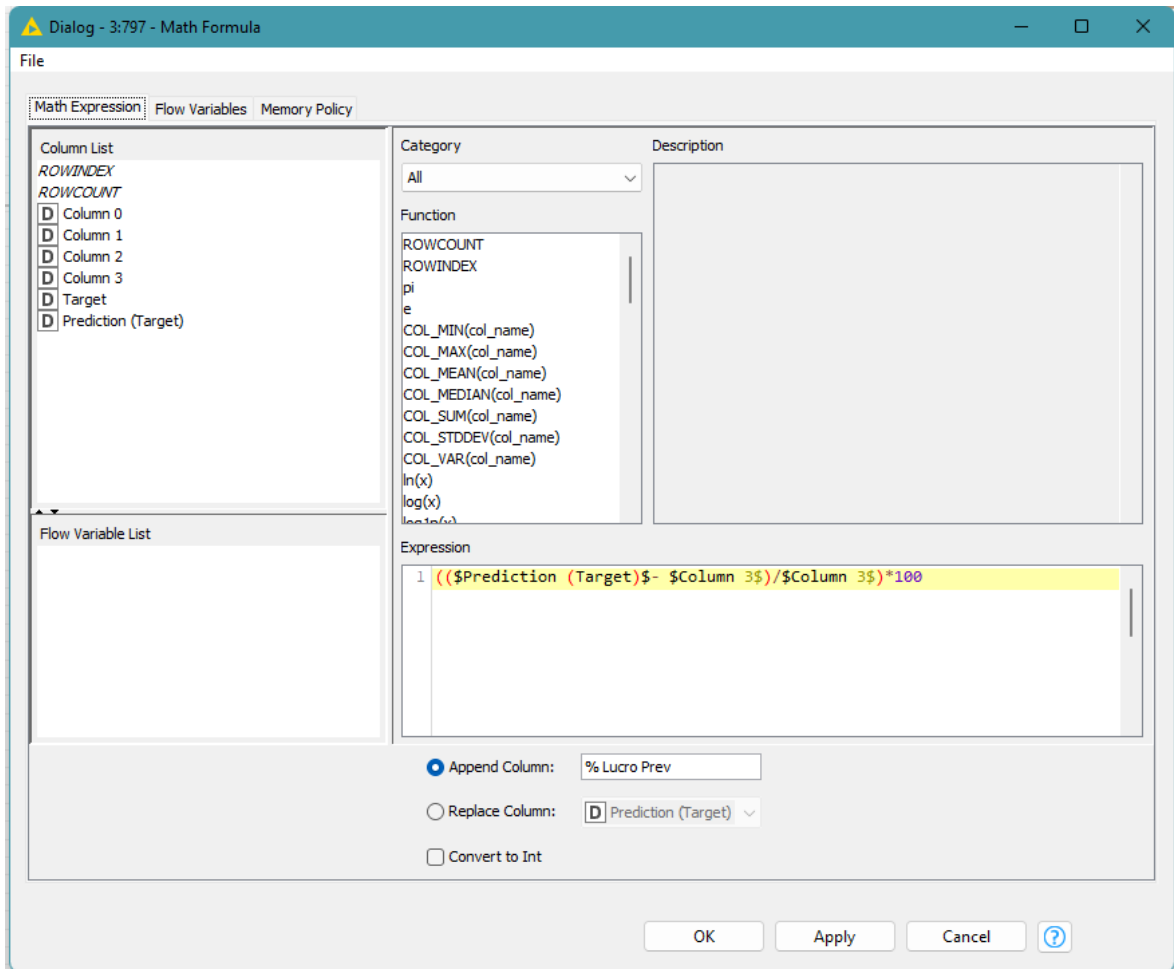 Dialog - 3:797 - Math Formula
File
Math Expression Flow Variables Memory Policy
Column List
ROWINDEX
ROWCOUNT
D Column 0
D Column 1
D Column 2
D Column 3
D Target
D Prediction (Target)
Flow Variable List
Category
All
Function
ROWCOUNT
ROWINDEX
pi
e
COL_MIN(col_name)
COL_MAX(col_name)
COL_MEAN(col_name)
COL_MEDIAN(col_name)
COL_SUM(col_name)
COL_STDDEV(col_name)
COL_VAR(col_name)
ln(x)
log(x)
log1p(x)
Description
Expression
1 (($Prediction (Target)$- $Column 3$)/$Column 3$)*100
Append Column: % Lucro Prev
Replace Column: D Prediction (Target)
Convert to Int
OK Apply Cancel ?